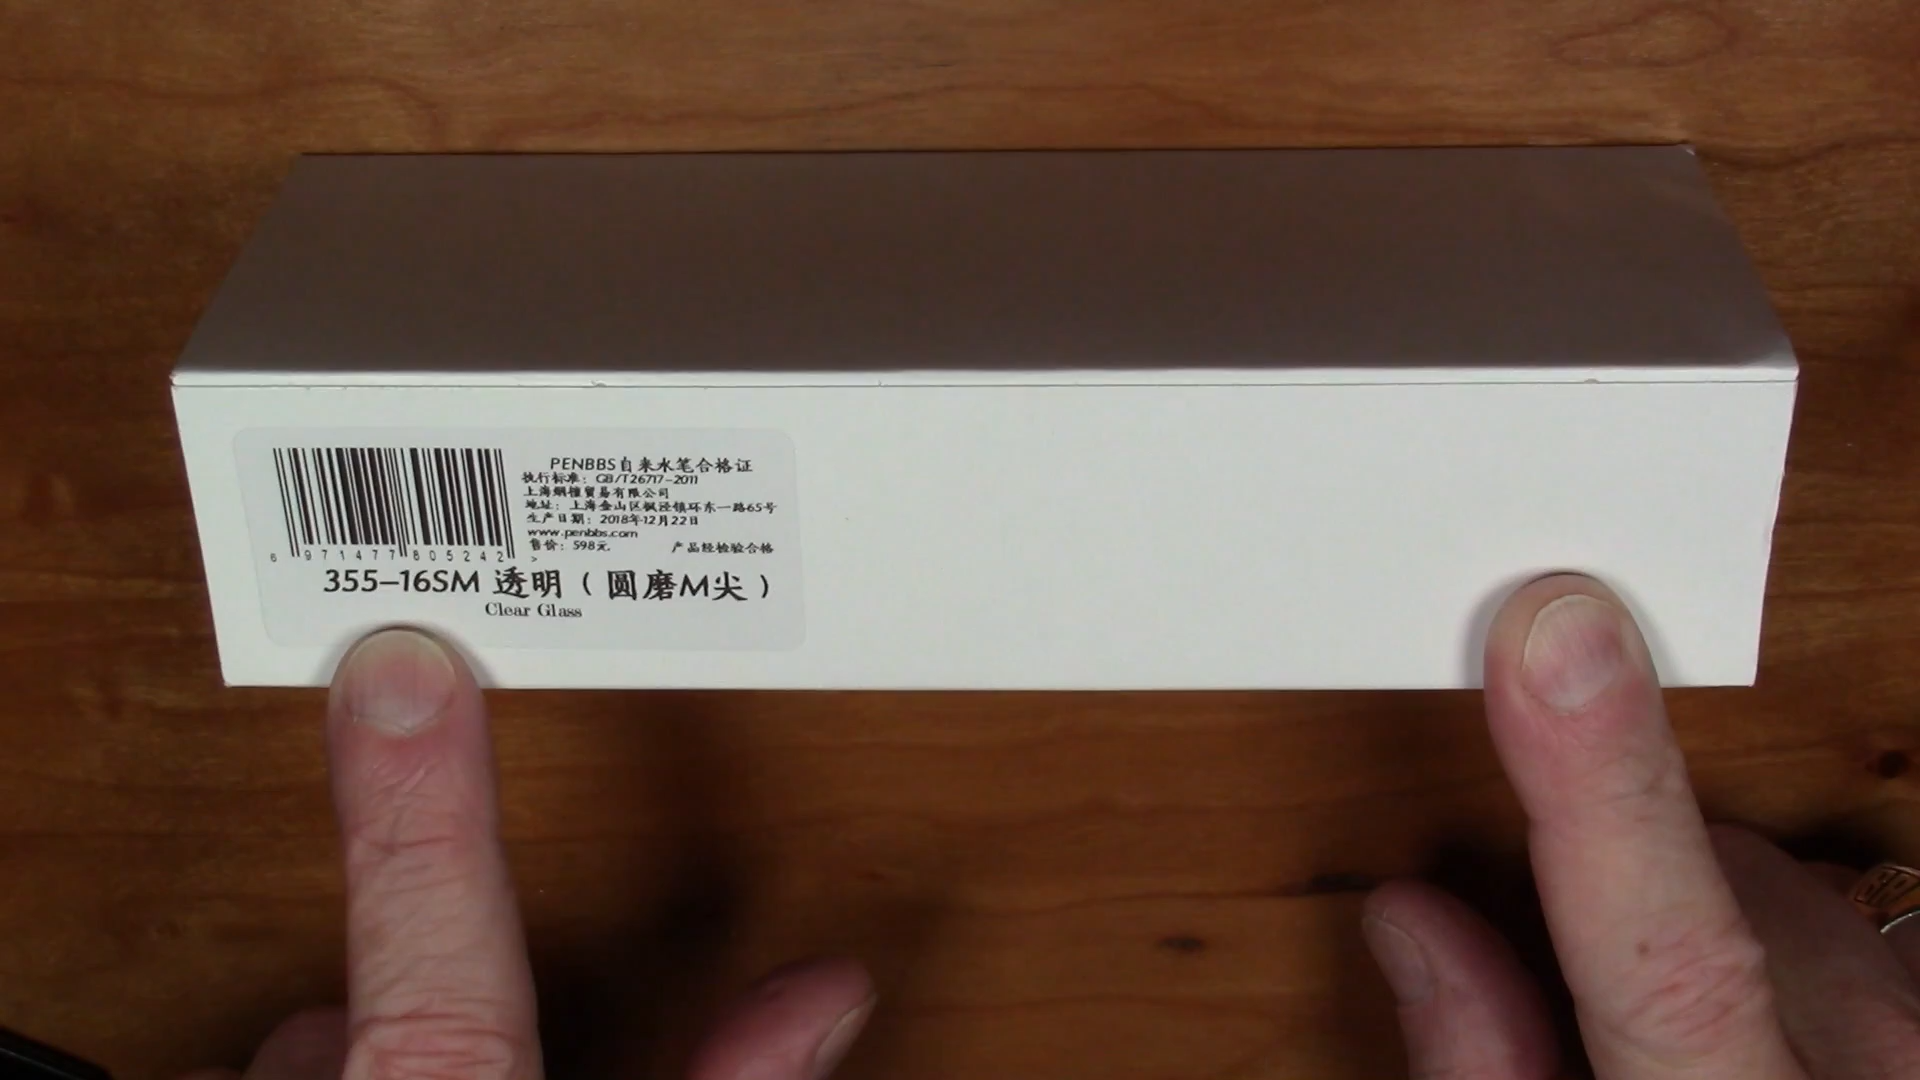 PENBBS自来水笔合格证
执行标准：GB/T26717-2011
上海烟樯贸易有限公司
地址：上海金山区枫泾镇环东一路65号
生产日期：2018年12月22日
www.penbbs.com
售价：598元 产品经检验合格
6 971477 805242 >
355-16SM 透明（圆磨M尖）
Clear Glass